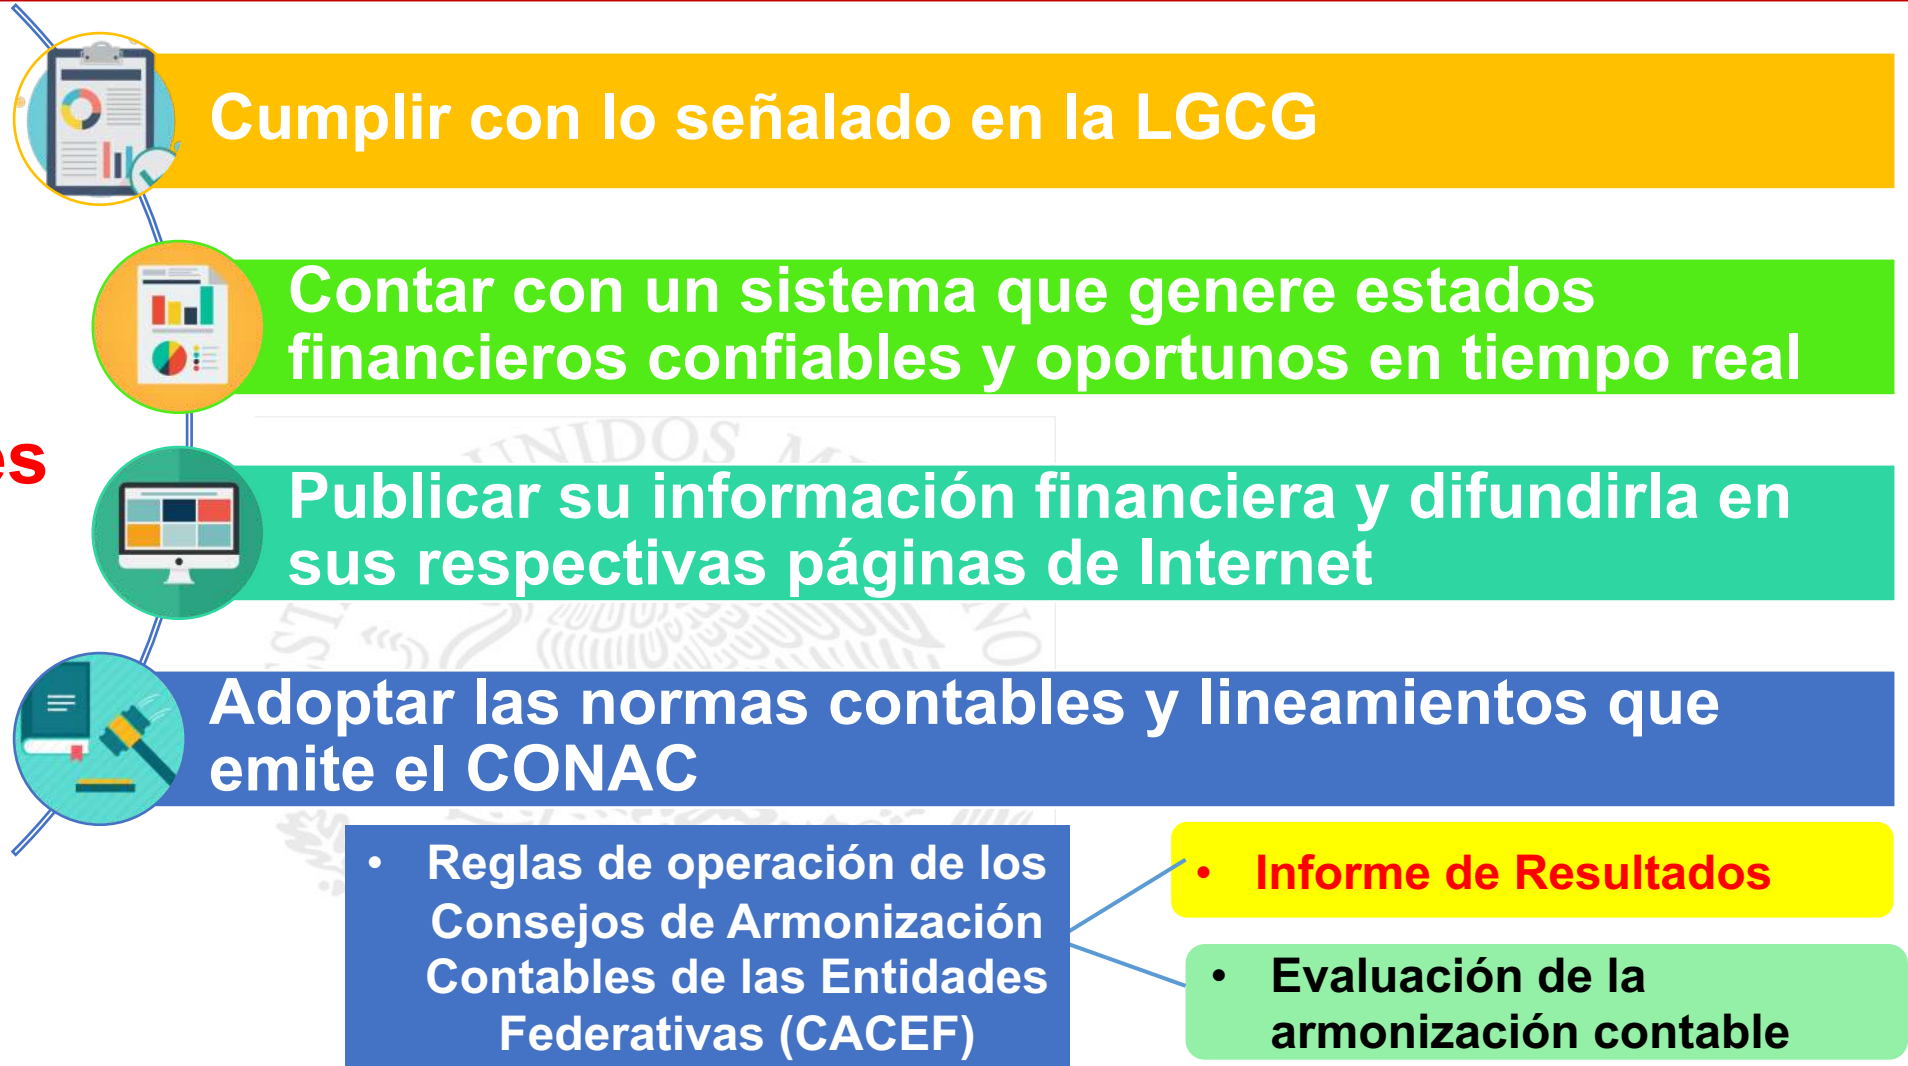 Cumplir con lo señalado en la LGCG
Contar con un sistema que genere estados
financieros confiables y oportunos en tiempo real
es
UNIDOS
Publicar su información financiera y difundirla en
sus respectivas páginas de Internet
Adoptar las normas contables y lineamientos que
emite el CONAC
• Reglas de operación de los
Consejos de Armonización
Contables de las Entidades
Federativas (CACEF)
• Informe de Resultados
• Evaluación de la
armonización contable